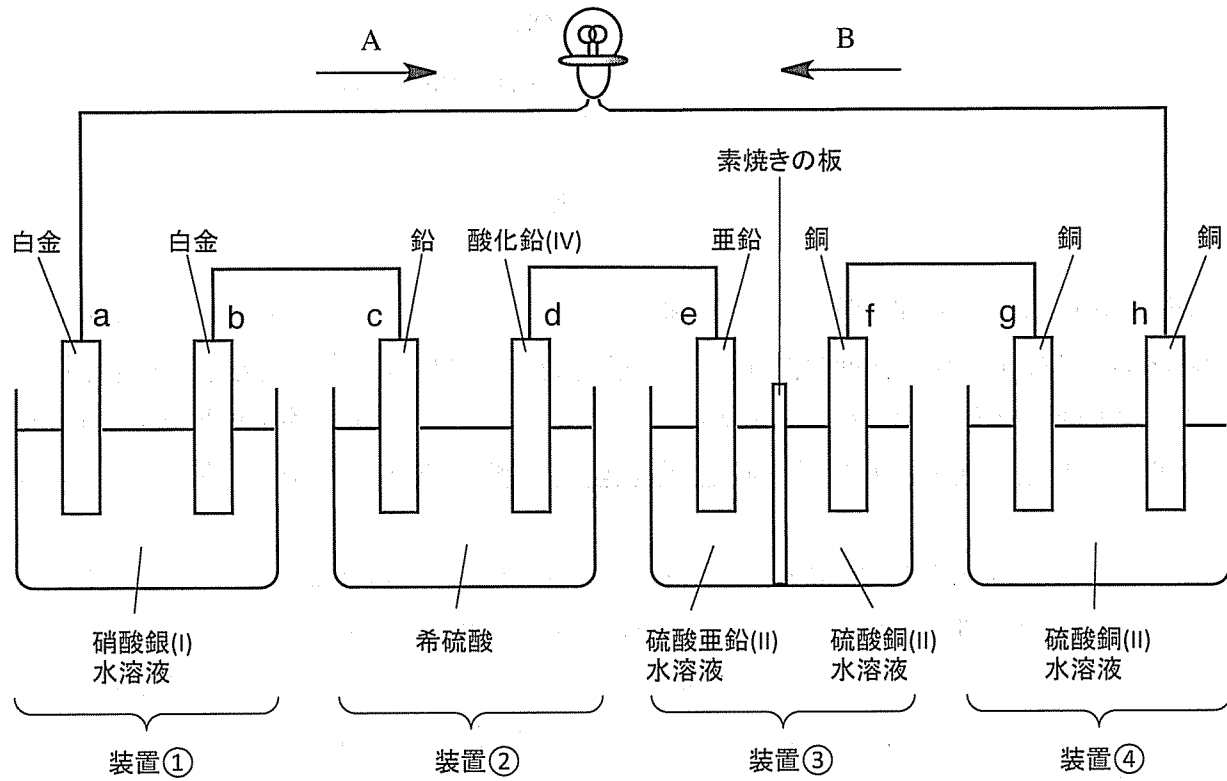 A
B
素焼きの板
白金
白金
鉛
酸化鉛(IV)
亜鉛
銅
銅
銅
a
b
c
d
e
f
g
h
硝酸銀(I)
水溶液
希硫酸
硫酸亜鉛(II)
水溶液
硫酸銅(II)
水溶液
硫酸銅(II)
水溶液
装置①
装置②
装置③
装置④